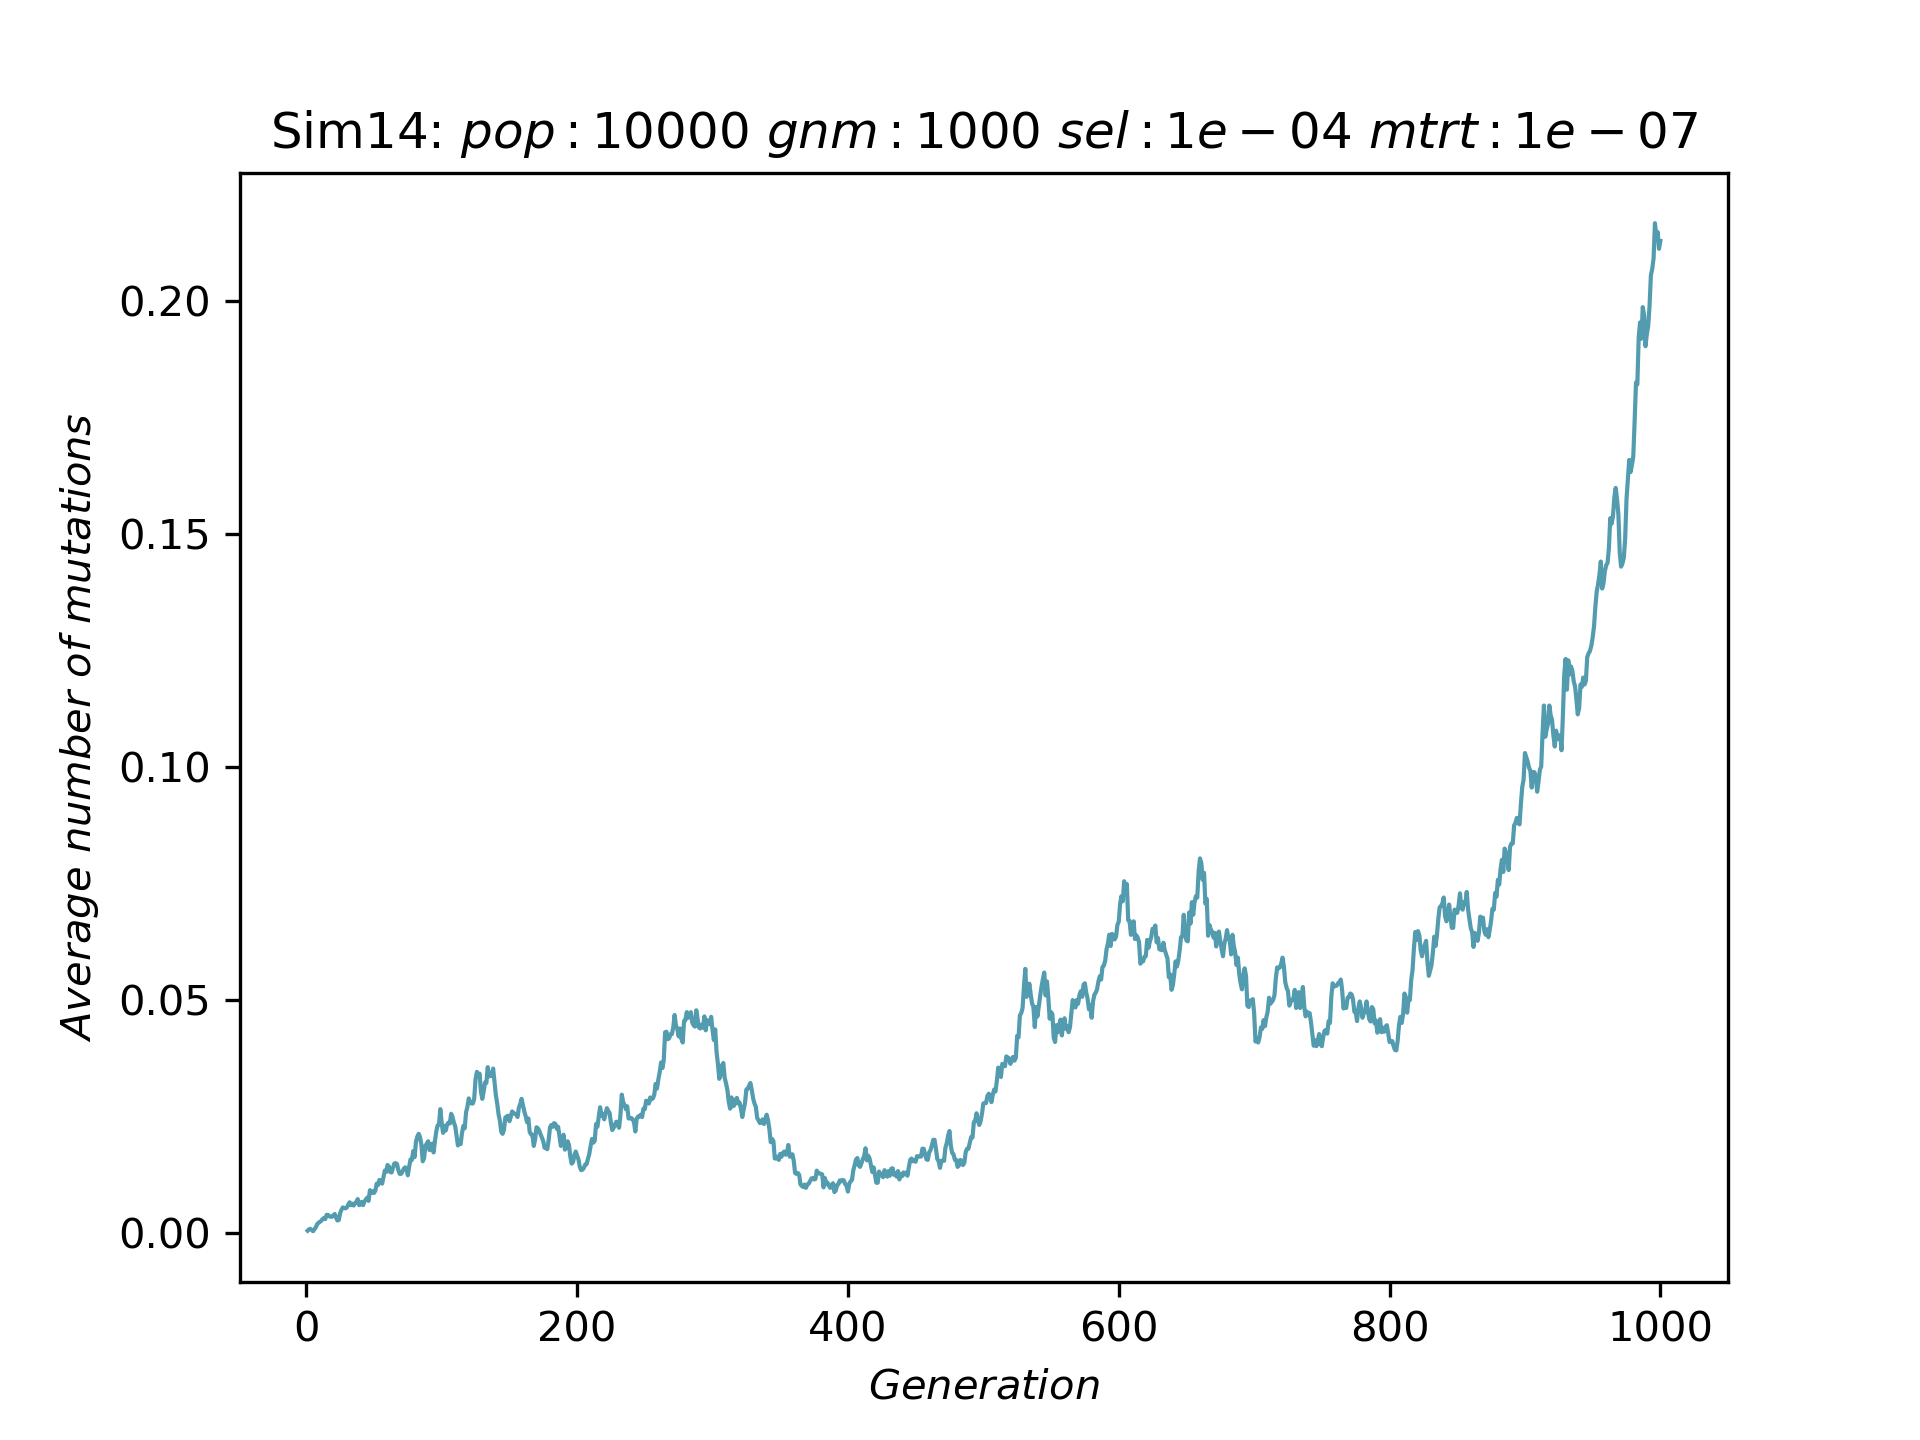 Sim14: pop : 10000 gnm : 1000 sel : 1e − 04 mtrt : 1e − 07
Average number of mutations
0.20
0.15
0.10
0.05
0.00
0 200 400 600 800 1000
Generation